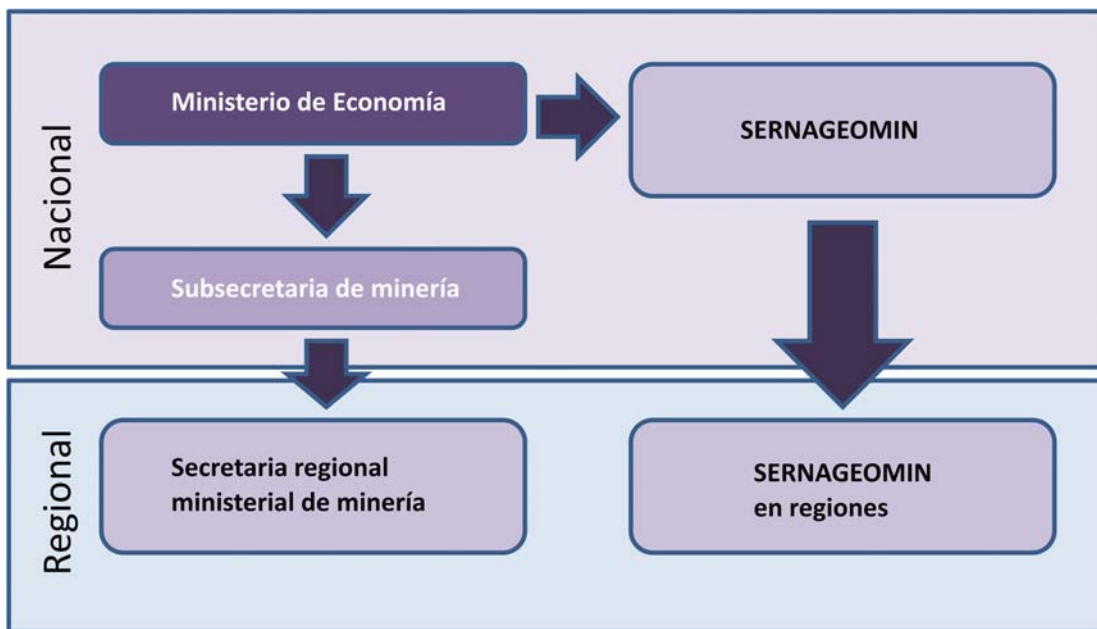 Nacional
Ministerio de Economía
SERNAGEOMIN
Subsecretaria de minería
Regional
Secretaria regional
ministerial de minería
SERNAGEOMIN
en regiones